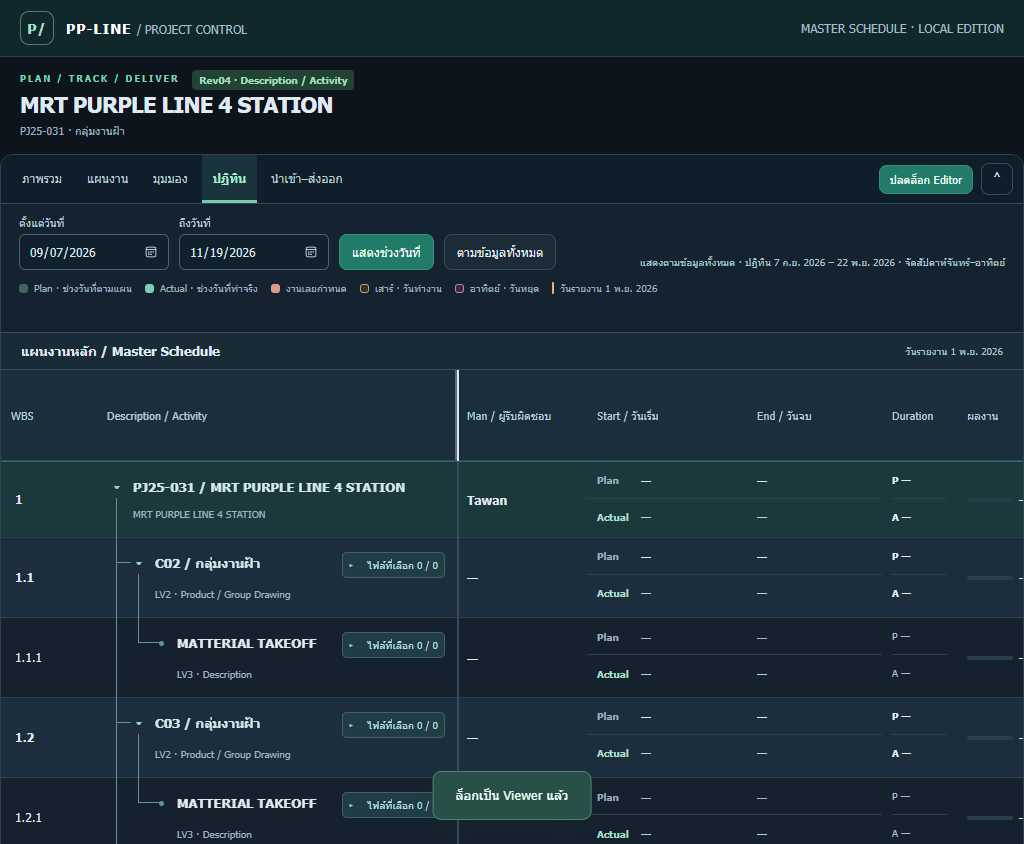 P/ PP-LINE / PROJECT CONTROL MASTER SCHEDULE · LOCAL EDITION
PLAN / TRACK / DELIVER Rev04 · Description / Activity
MRT PURPLE LINE 4 STATION
PJ25-031 · กลุ่มงานฝ้า
ภาพรวม แผนงาน มุมมอง ปฏิทิน นำเข้า–ส่งออก ปลดล็อก Editor ^
ตั้งแต่วันที่ ถึงวันที่
09/07/2026 11/19/2026 แสดงช่วงวันที่ ตามข้อมูลทั้งหมด แสดงตามข้อมูลทั้งหมด · ปฏิทิน 7 ก.ย. 2026 – 22 พ.ย. 2026 · จัดสัปดาห์จันทร์–อาทิตย์
Plan · ช่วงวันที่ตามแผน Actual · ช่วงวันที่ทำจริง งานเลยกำหนด เสาร์ · วันทำงาน อาทิตย์ · วันหยุด วันรายงาน 1 พ.ย. 2026
แผนงานหลัก / Master Schedule วันรายงาน 1 พ.ย. 2026
WBS Description / Activity Man / ผู้รับผิดชอบ Start / วันเริ่ม End / วันจบ Duration ผลงาน
1 PJ25-031 / MRT PURPLE LINE 4 STATION Tawan Plan — — P —
MRT PURPLE LINE 4 STATION Actual — — A —
1.1 C02 / กลุ่มงานฝ้า ไฟล์ที่เลือก 0 / 0 — Plan — — P —
LV2 · Product / Group Drawing Actual — — A —
1.1.1 MATTERIAL TAKEOFF ไฟล์ที่เลือก 0 / 0 — Plan — — P —
LV3 · Description Actual — — A —
1.2 C03 / กลุ่มงานฝ้า ไฟล์ที่เลือก 0 / 0 — Plan — — P —
LV2 · Product / Group Drawing Actual — — A —
1.2.1 MATTERIAL TAKEOFF ไฟล์ที่เลือก 0 / ล็อกเป็น Viewer แล้ว Plan — — P —
LV3 · Description Actual — — A —